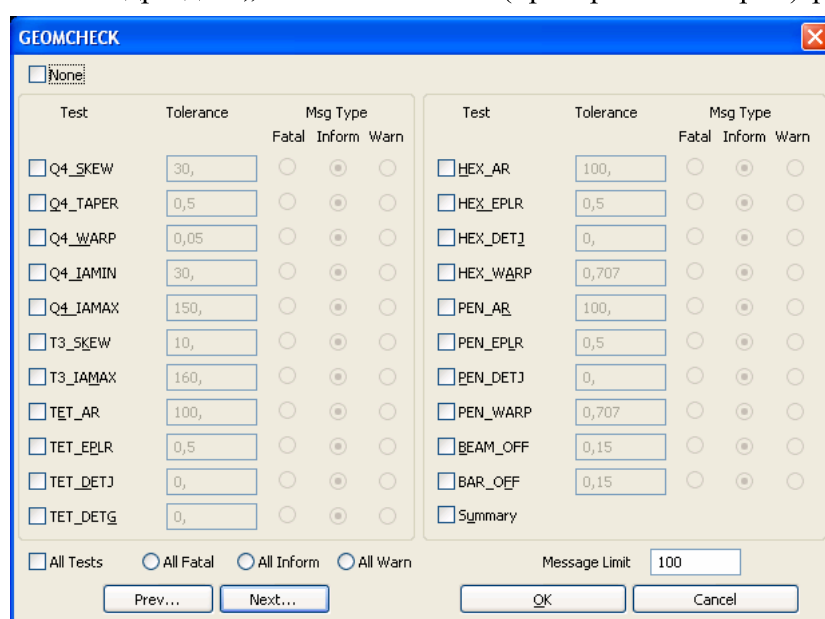 GEOMCHECK
None
Test Tolerance Msg Type
Fatal Inform Warn
Q4_SKEW 30,
Q4_TAPER 0,5
Q4_WARP 0,05
Q4_IAMIN 30,
Q4_IAMAX 150,
T3_SKEW 10,
T3_IAMAX 160,
TET_AR 100,
TET_EPLR 0,5
TET_DETJ 0,
TET_DETG 0,
Test Tolerance Msg Type
Fatal Inform Warn
HEX_AR 100,
HEX_EPLR 0,5
HEX_DETJ 0,
HEX_WARP 0,707
PEN_AR 100,
PEN_EPLR 0,5
PEN_DETJ 0,
PEN_WARP 0,707
BEAM_OFF 0,15
BAR_OFF 0,15
Summary
All Tests All Fatal All Inform All Warn Message Limit 100
Prev... Next... OK Cancel